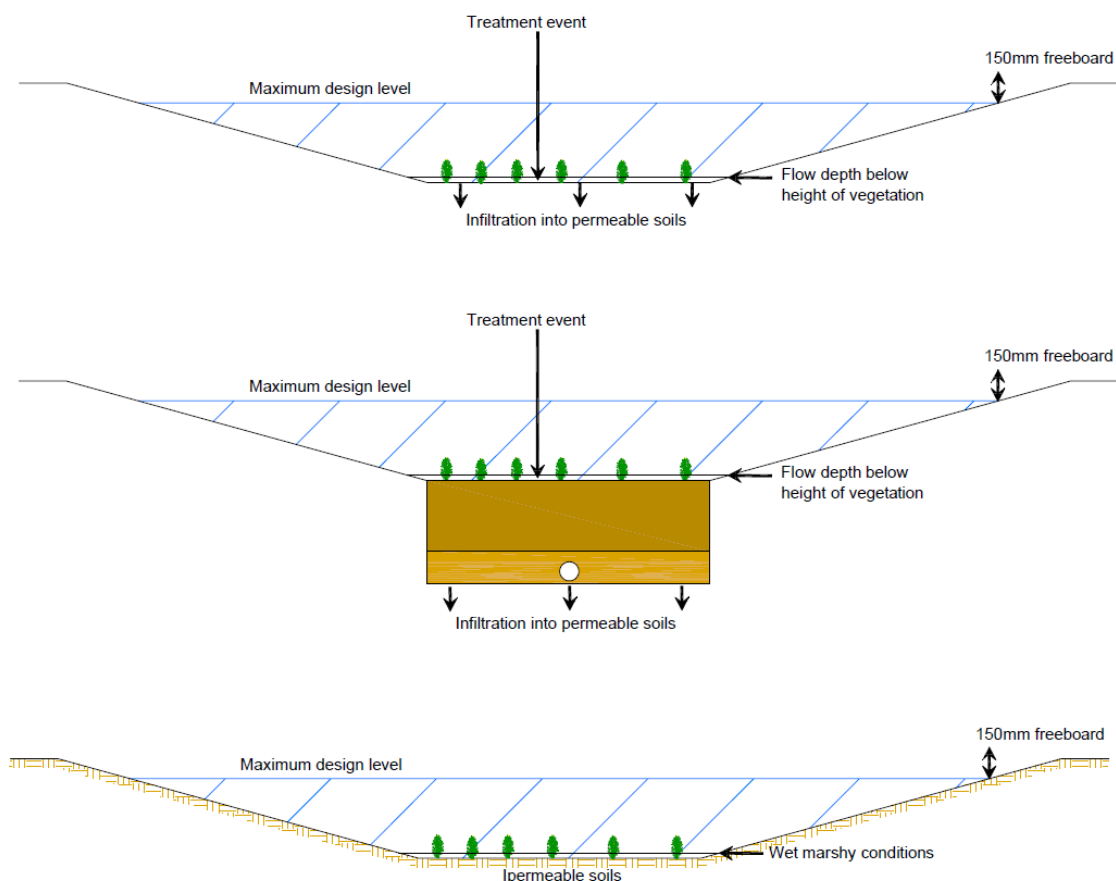 Treatment event
150mm freeboard
Maximum design level
Flow depth below
height of vegetation
Infiltration into permeable soils
Treatment event
150mm freeboard
Maximum design level
Flow depth below
height of vegetation
Infiltration into permeable soils
150mm freeboard
Maximum design level
Wet marshy conditions
Ipermeable soils